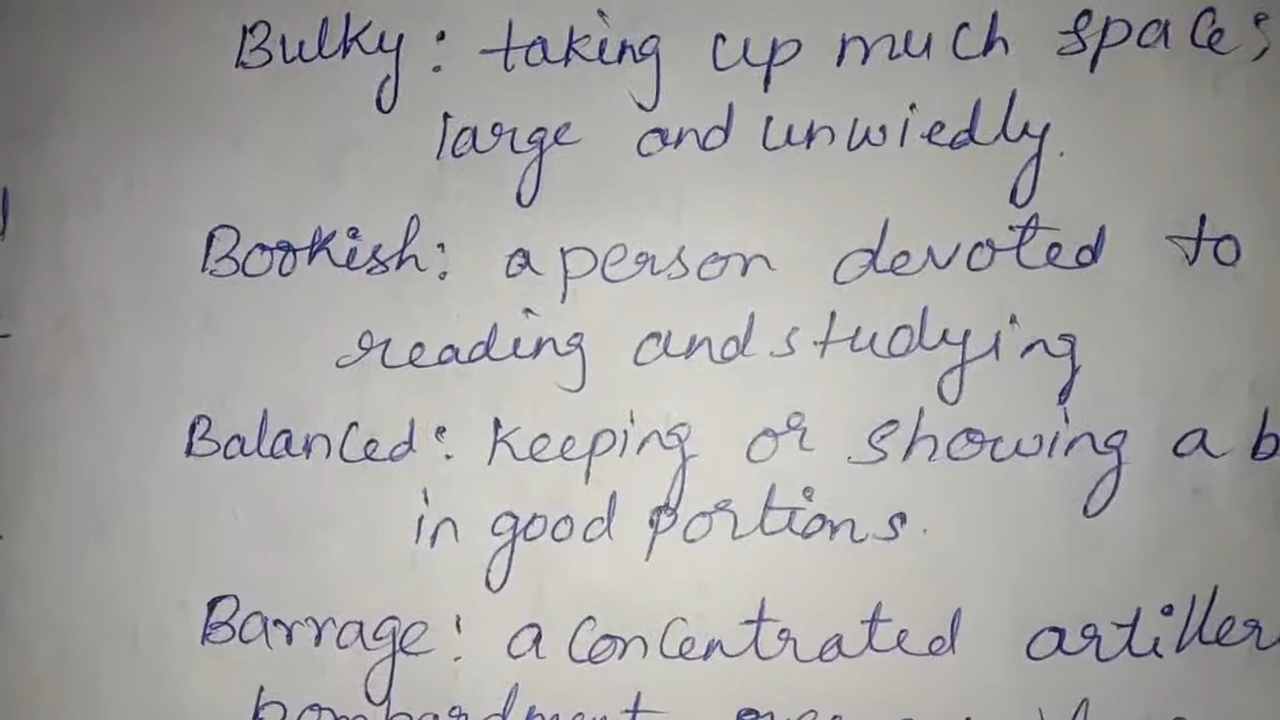 Bulky: taking up much space;
large and unwiedly.
Bookish: a person devoted to
reading and studying
Balanced: Keeping or showing a b
in good portions.
Barrage: a concentrated artiller
bombardment